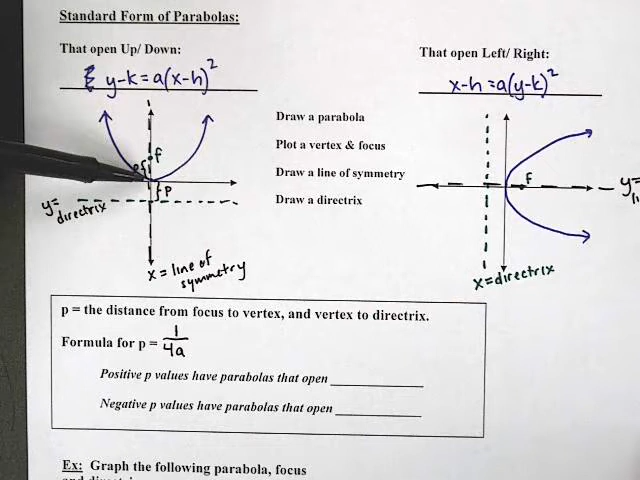 Standard Form of Parabolas:
That open Up/ Down:
y-k = a(x-h)²
That open Left/ Right:
x-h = a(y-k)²
Draw a parabola
Plot a vertex & focus
Draw a line of symmetry
Draw a directrix
f
p
y=
directrix
x = line of
symmetry
f
y=
x=directrix
p = the distance from focus to vertex, and vertex to directrix.
Formula for p = 1/4a
Positive p values have parabolas that open
Negative p values have parabolas that open
Ex: Graph the following parabola, focus